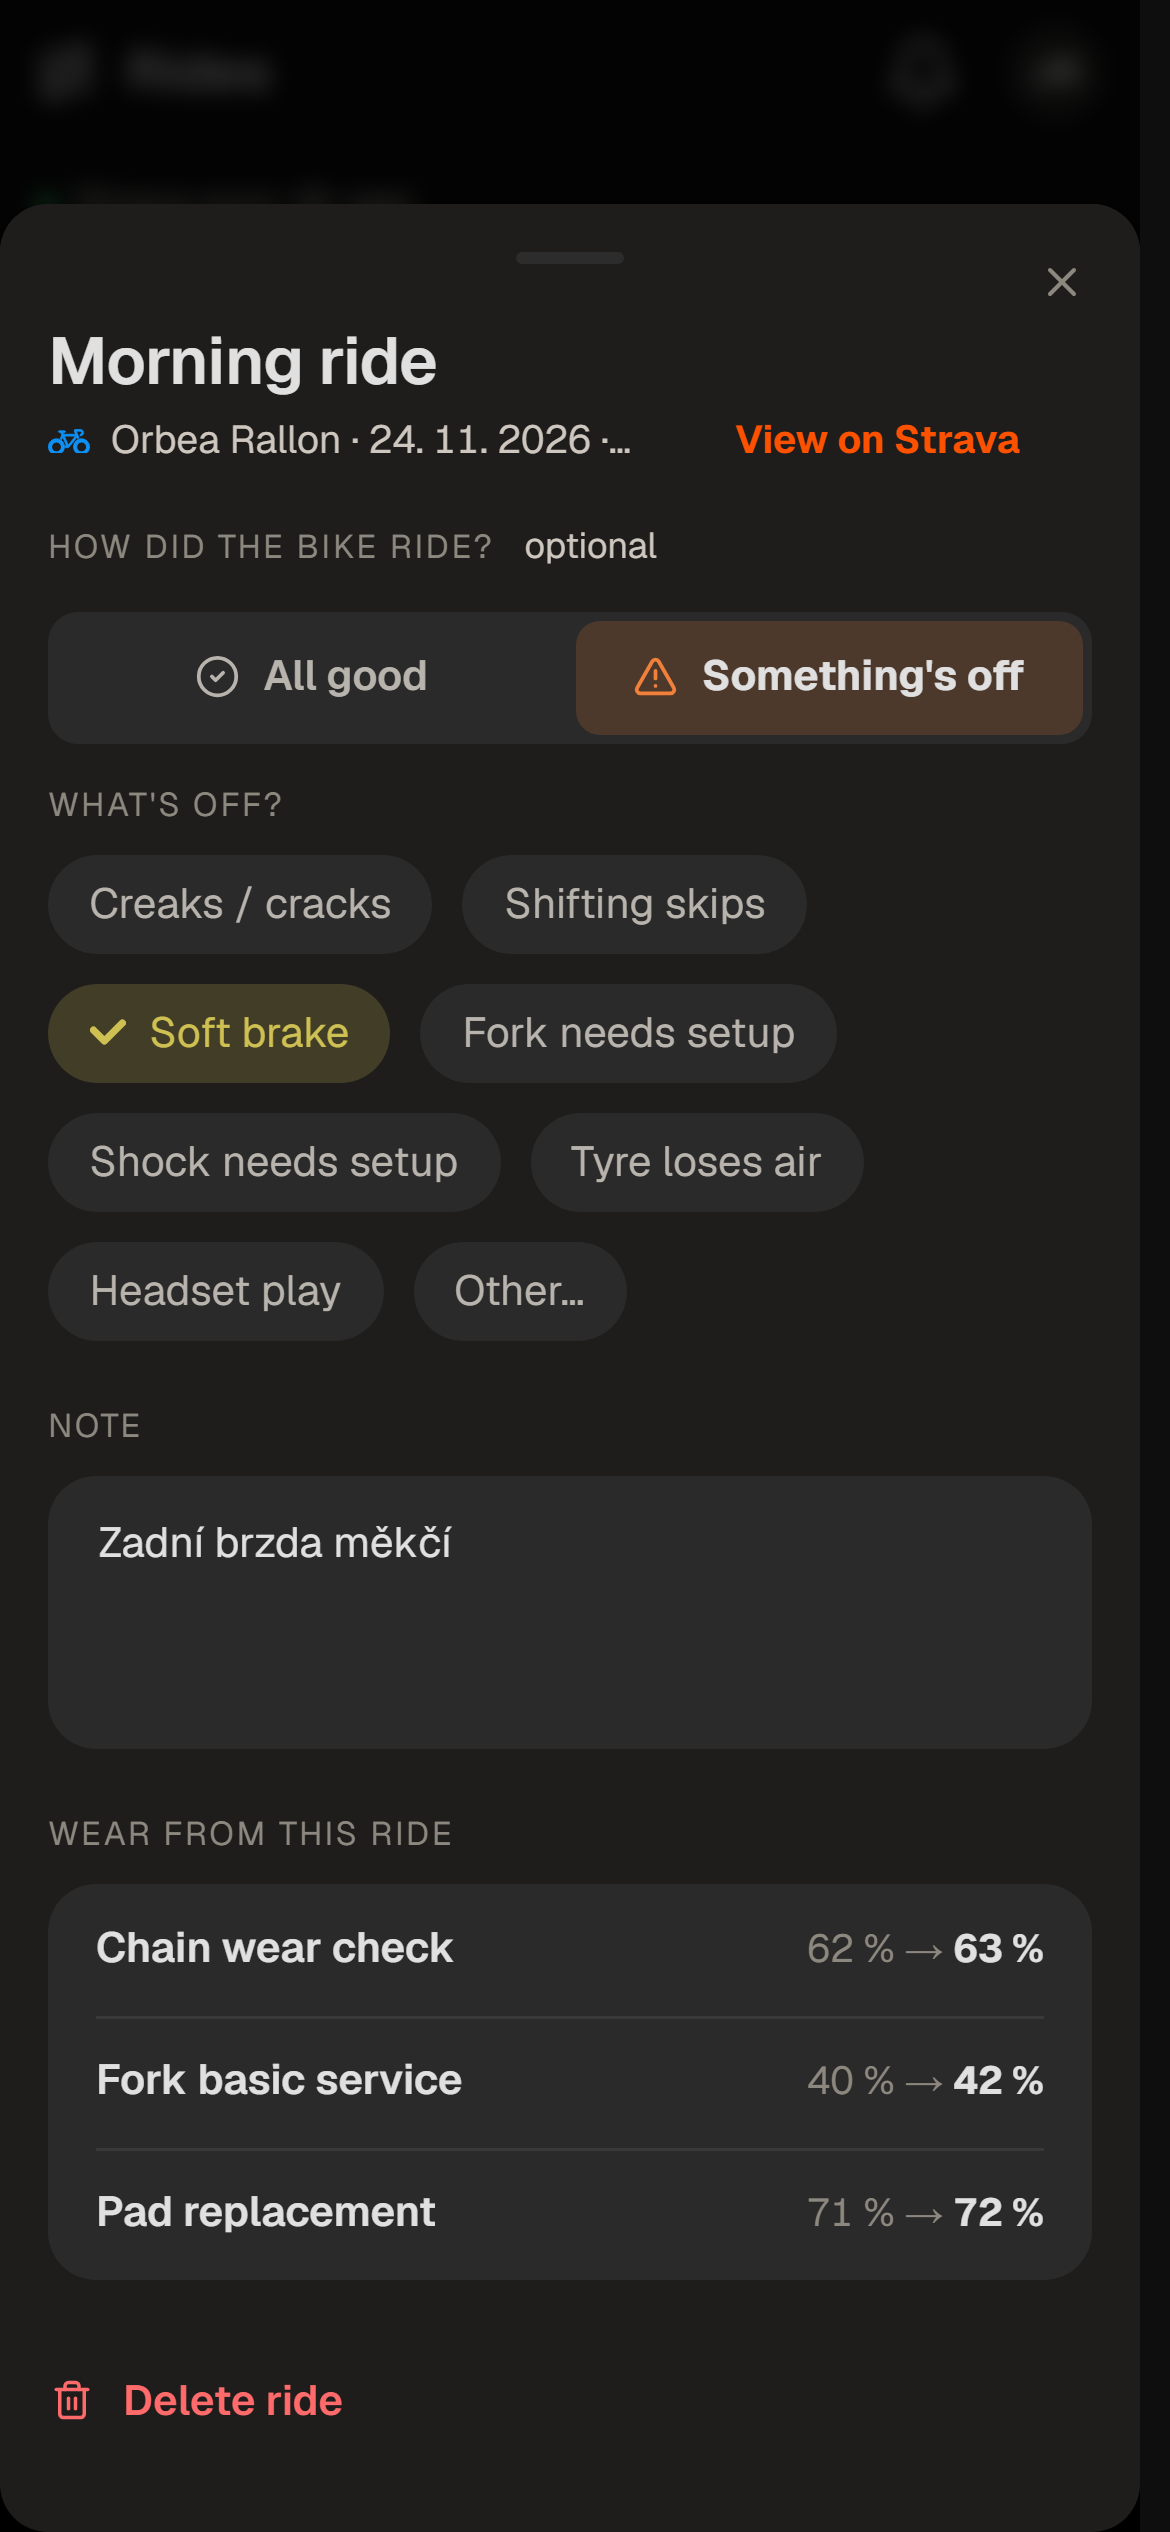 Morning ride
Orbea Rallon · 24. 11. 2026 ·...
View on Strava
HOW DID THE BIKE RIDE? optional
All good
Something's off
WHAT'S OFF?
Creaks / cracks
Shifting skips
Soft brake
Fork needs setup
Shock needs setup
Tyre loses air
Headset play
Other...
NOTE
Zadní brzda měkčí
WEAR FROM THIS RIDE
Chain wear check 62 % → 63 %
Fork basic service 40 % → 42 %
Pad replacement 71 % → 72 %
Delete ride